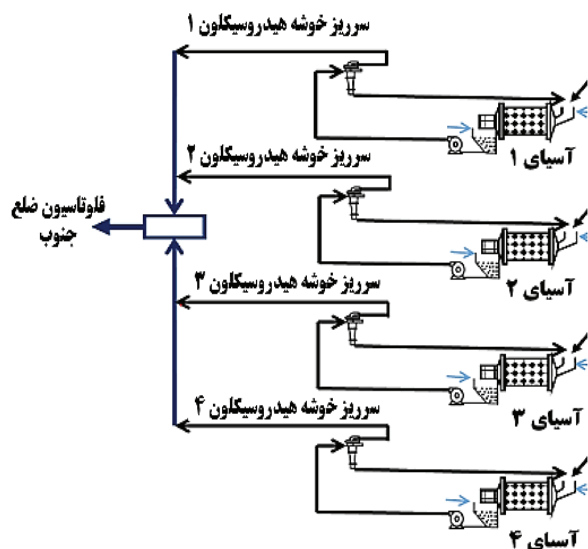 سرریز خوشه هیدروسیکلون ۱
آسیای ۱
سرریز خوشه هیدروسیکلون ۲
فلوتاسیون ضلع
جنوب
آسیای ۲
سرریز خوشه هیدروسیکلون ۳
آسیای ۳
سرریز خوشه هیدروسیکلون ۴
آسیای ۴